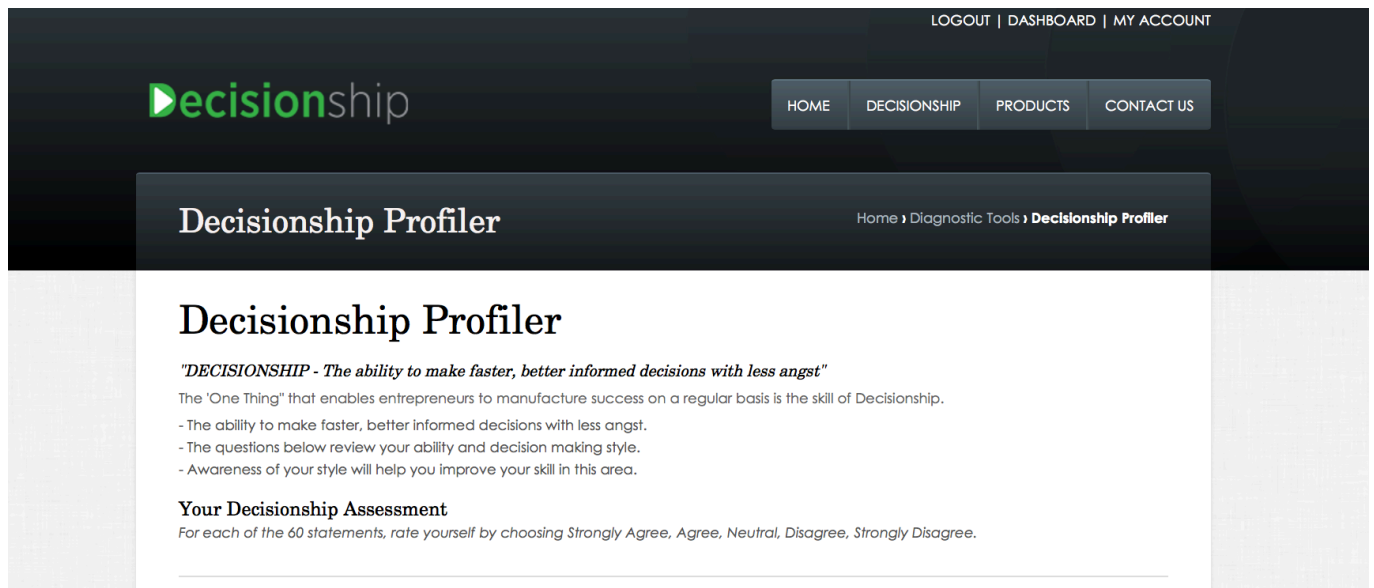 LOGOUT | DASHBOARD | MY ACCOUNT
Decisionship
HOME DECISIONSHIP PRODUCTS CONTACT US
Decisionship Profiler
Home › Diagnostic Tools › Decisionship Profiler
Decisionship Profiler
"DECISIONSHIP - The ability to make faster, better informed decisions with less angst"
The 'One Thing" that enables entrepreneurs to manufacture success on a regular basis is the skill of Decisionship.
- The ability to make faster, better informed decisions with less angst.
- The questions below review your ability and decision making style.
- Awareness of your style will help you improve your skill in this area.
Your Decisionship Assessment
For each of the 60 statements, rate yourself by choosing Strongly Agree, Agree, Neutral, Disagree, Strongly Disagree.